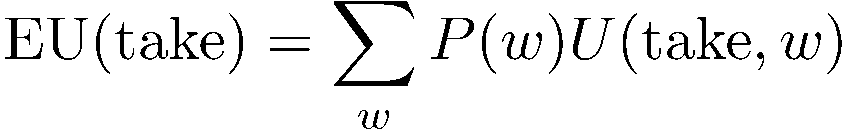 EU(take) = ∑_w P(w)U(take, w)